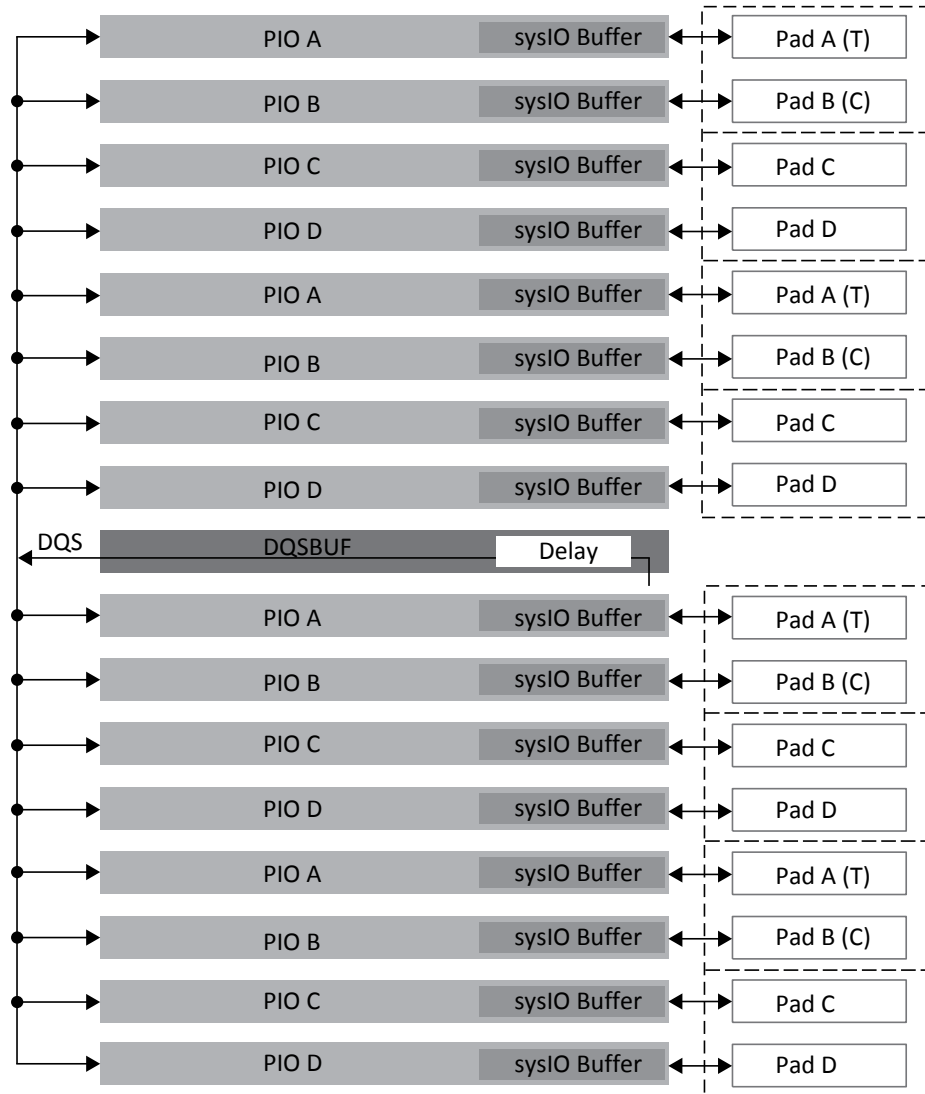 PIO A sysIO Buffer Pad A (T)
PIO B sysIO Buffer Pad B (C)
PIO C sysIO Buffer Pad C
PIO D sysIO Buffer Pad D
PIO A sysIO Buffer Pad A (T)
PIO B sysIO Buffer Pad B (C)
PIO C sysIO Buffer Pad C
PIO D sysIO Buffer Pad D
DQS DQSBUF Delay
PIO A sysIO Buffer Pad A (T)
PIO B sysIO Buffer Pad B (C)
PIO C sysIO Buffer Pad C
PIO D sysIO Buffer Pad D
PIO A sysIO Buffer Pad A (T)
PIO B sysIO Buffer Pad B (C)
PIO C sysIO Buffer Pad C
PIO D sysIO Buffer Pad D